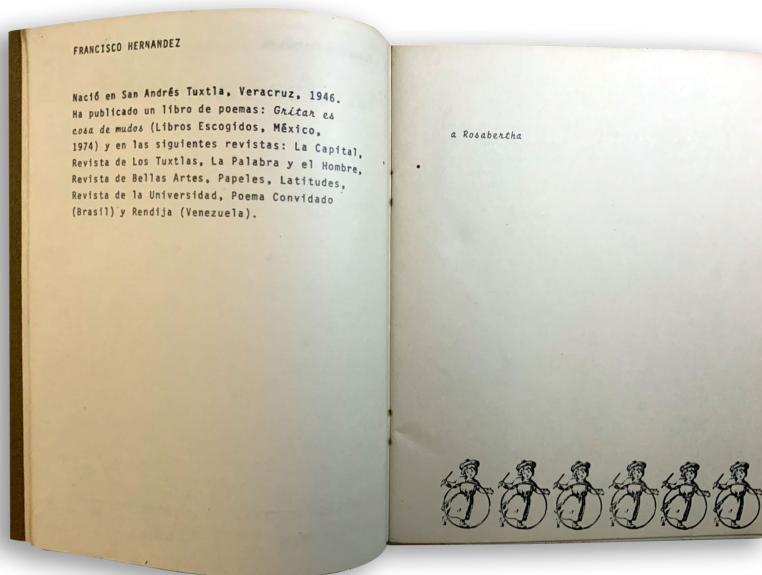 FRANCISCO HERNANDEZ
Nació en San Andrés Tuxtla, Veracruz, 1946.
Ha publicado un libro de poemas: Gritar es
cosa de mudos (Libros Escogidos, México,
1974) y en las siguientes revistas: La Capital,
Revista de Los Tuxtlas, La Palabra y el Hombre,
Revista de Bellas Artes, Papeles, Latitudes,
Revista de la Universidad, Poema Convidado
(Brasil) y Rendija (Venezuela).
a Rosabertha